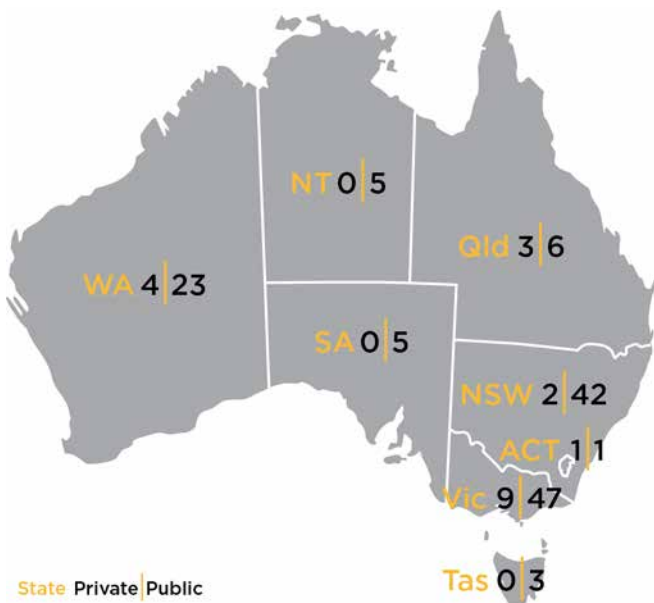 NT 0|5
Qld 3|6
WA 4|23
SA 0|5
NSW 2|42
ACT 1|1
Vic 9|47
Tas 0|3
State Private|Public